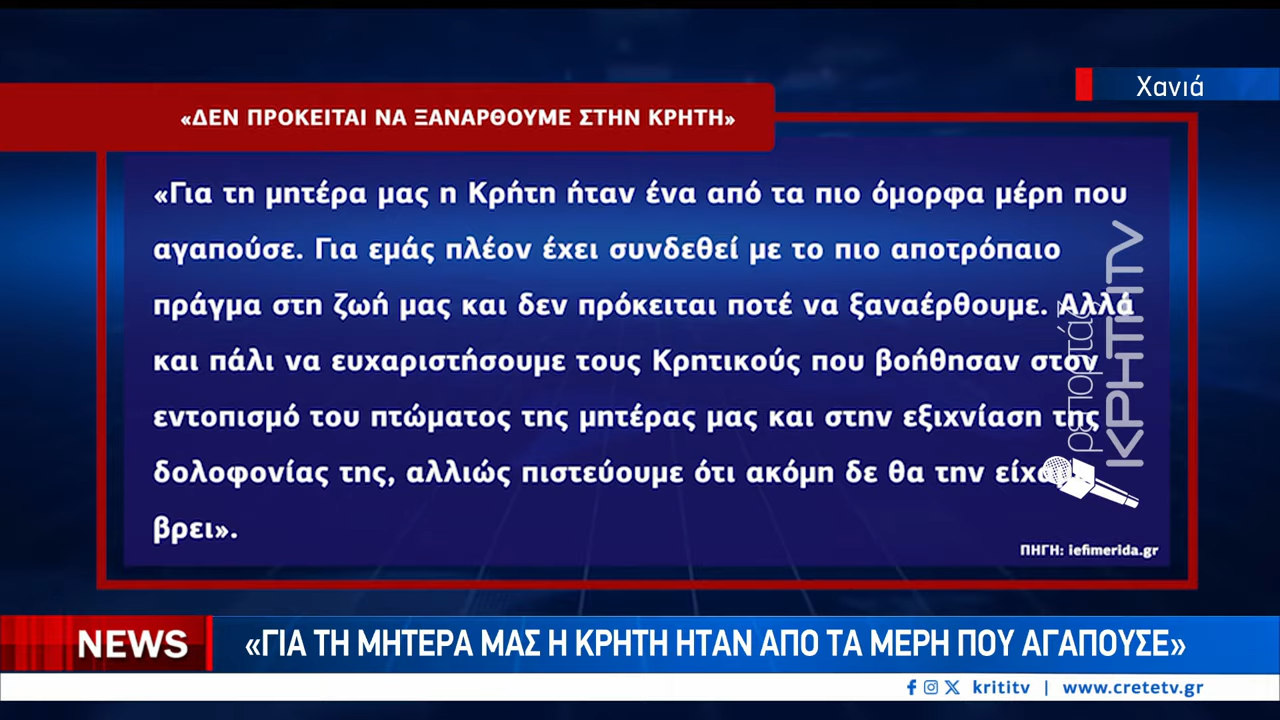 Χανιά
«ΔΕΝ ΠΡΟΚΕΙΤΑΙ ΝΑ ΞΑΝΑΡΘΟΥΜΕ ΣΤΗΝ ΚΡΗΤΗ»
«Για τη μητέρα μας η Κρήτη ήταν ένα από τα πιο όμορφα μέρη που
αγαπούσε. Για εμάς πλέον έχει συνδεθεί με το πιο αποτρόπαιο
πράγμα στη ζωή μας και δεν πρόκειται ποτέ να ξαναέρθουμε. Αλλά
και πάλι να ευχαριστήσουμε τους Κρητικούς που βοήθησαν στον
εντοπισμό του πτώματος της μητέρας μας και στην εξιχνίαση της
δολοφονίας της, αλλιώς πιστεύουμε ότι ακόμη δε θα την
βρει».
ρεπορτάζ
ΚΡΗΤΗTV
ΠΗΓΗ: iefimerida.gr
NEWS
«ΓΙΑ ΤΗ ΜΗΤΕΡΑ ΜΑΣ Η ΚΡΗΤΗ ΗΤΑΝ ΑΠΟ ΤΑ ΜΕΡΗ ΠΟΥ ΑΓΑΠΟΥΣΕ»
krititv | www.cretetv.gr